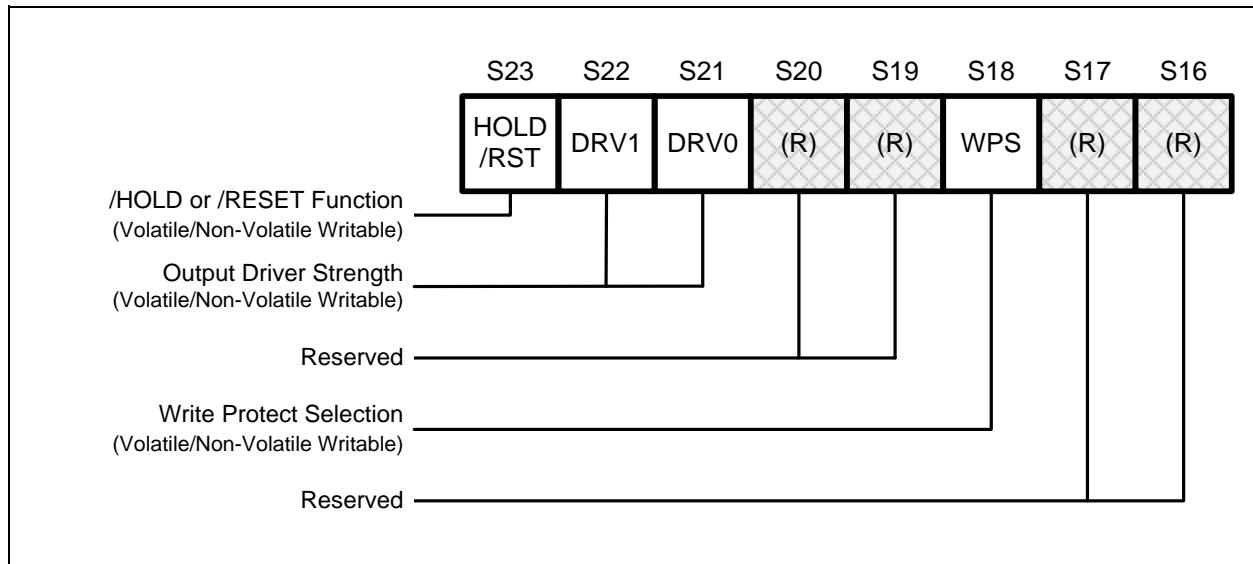 S23 S22 S21 S20 S19 S18 S17 S16
HOLD
/RST DRV1 DRV0 (R) (R) WPS (R) (R)
/HOLD or /RESET Function
(Volatile/Non-Volatile Writable)
Output Driver Strength
(Volatile/Non-Volatile Writable)
Reserved
Write Protect Selection
(Volatile/Non-Volatile Writable)
Reserved